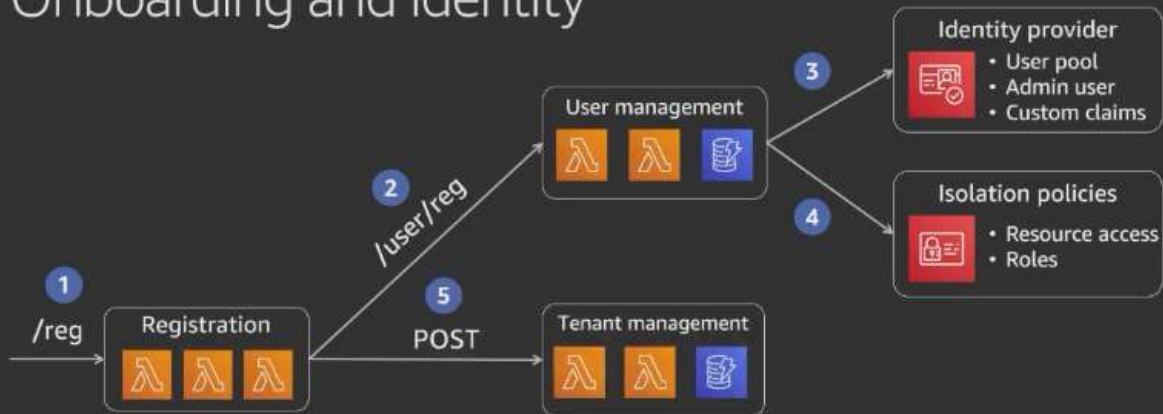 Onboarding and identity
Identity provider
• User pool
• Admin user
• Custom claims
3
User management
2
/user/reg
4
Isolation policies
• Resource access
• Roles
1
/reg
Registration
5
POST
Tenant management